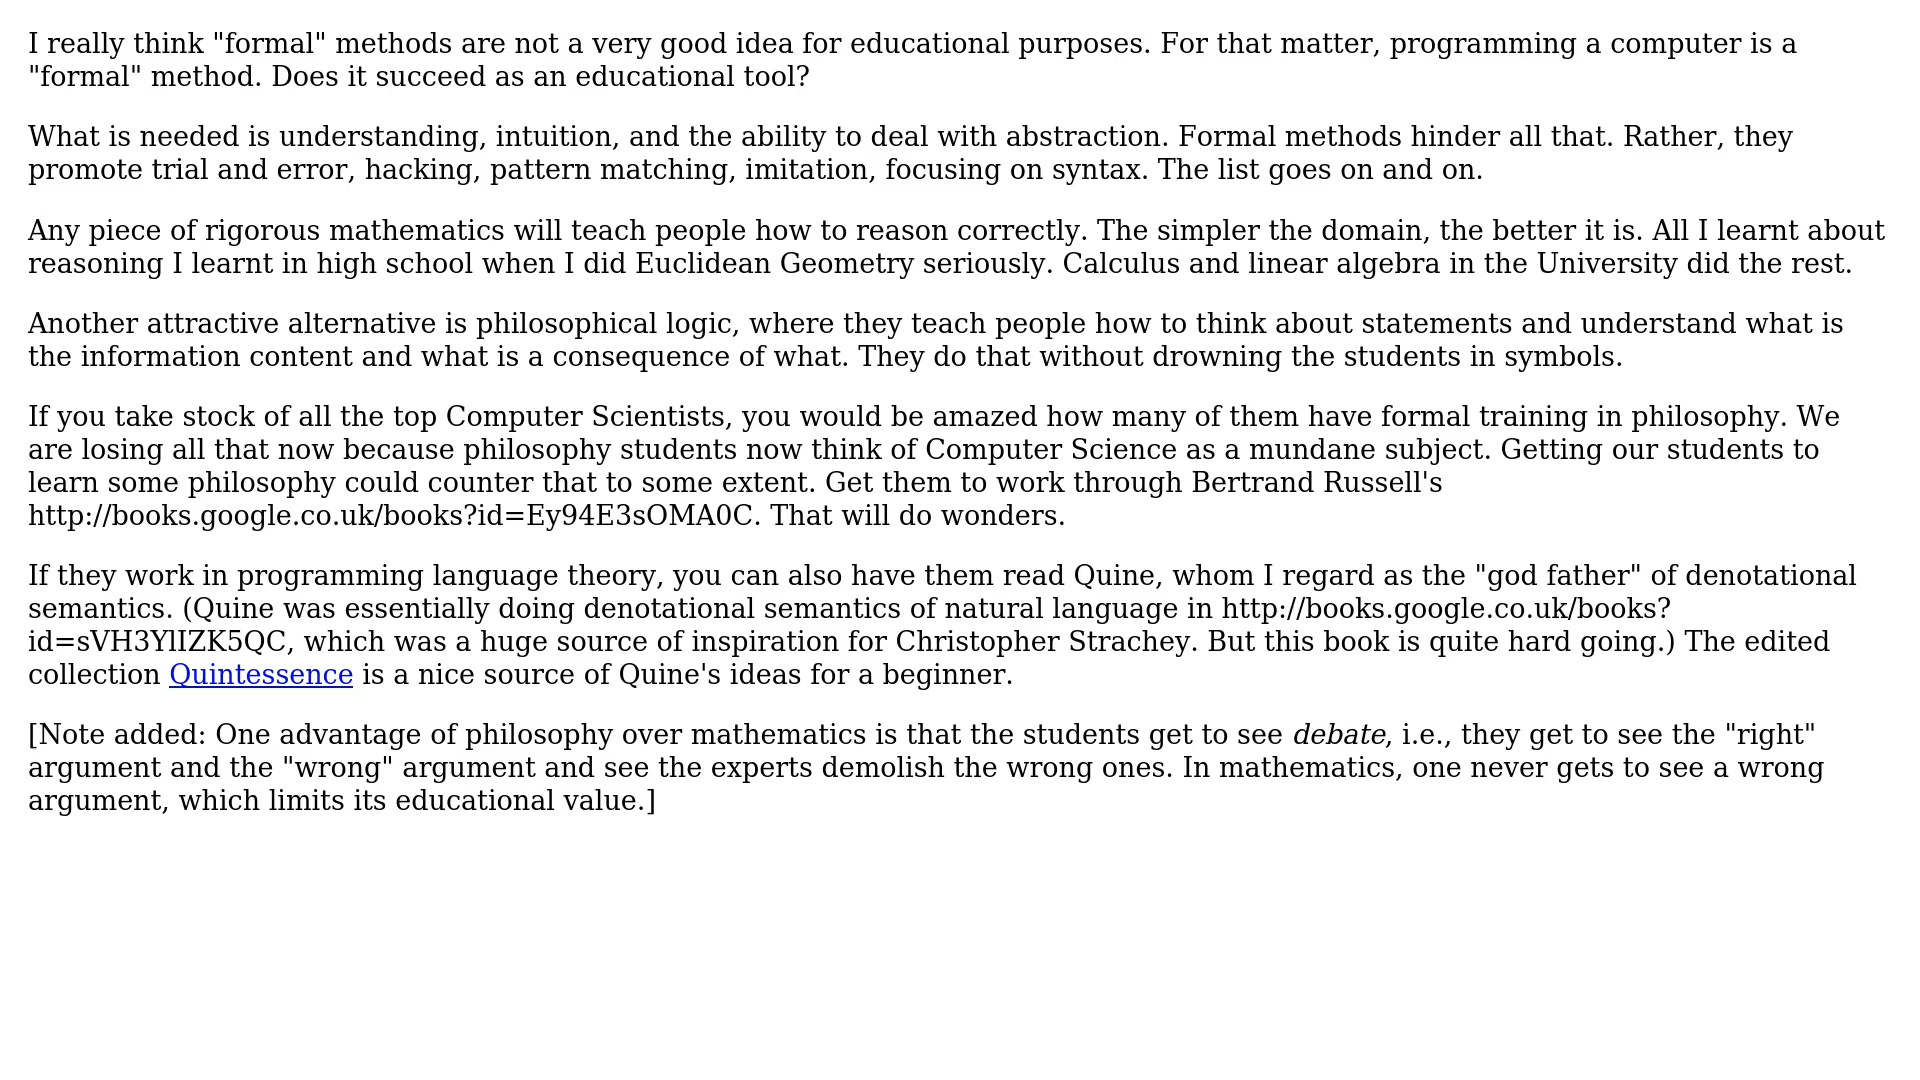 I really think "formal" methods are not a very good idea for educational purposes. For that matter, programming a computer is a
"formal" method. Does it succeed as an educational tool?
What is needed is understanding, intuition, and the ability to deal with abstraction. Formal methods hinder all that. Rather, they
promote trial and error, hacking, pattern matching, imitation, focusing on syntax. The list goes on and on.
Any piece of rigorous mathematics will teach people how to reason correctly. The simpler the domain, the better it is. All I learnt about
reasoning I learnt in high school when I did Euclidean Geometry seriously. Calculus and linear algebra in the University did the rest.
Another attractive alternative is philosophical logic, where they teach people how to think about statements and understand what is
the information content and what is a consequence of what. They do that without drowning the students in symbols.
If you take stock of all the top Computer Scientists, you would be amazed how many of them have formal training in philosophy. We
are losing all that now because philosophy students now think of Computer Science as a mundane subject. Getting our students to
learn some philosophy could counter that to some extent. Get them to work through Bertrand Russell's
http://books.google.co.uk/books?id=Ey94E3sOMA0C. That will do wonders.
If they work in programming language theory, you can also have them read Quine, whom I regard as the "god father" of denotational
semantics. (Quine was essentially doing denotational semantics of natural language in http://books.google.co.uk/books?
id=sVH3YlIZK5QC, which was a huge source of inspiration for Christopher Strachey. But this book is quite hard going.) The edited
collection Quintessence is a nice source of Quine's ideas for a beginner.
[Note added: One advantage of philosophy over mathematics is that the students get to see debate, i.e., they get to see the "right"
argument and the "wrong" argument and see the experts demolish the wrong ones. In mathematics, one never gets to see a wrong
argument, which limits its educational value.]